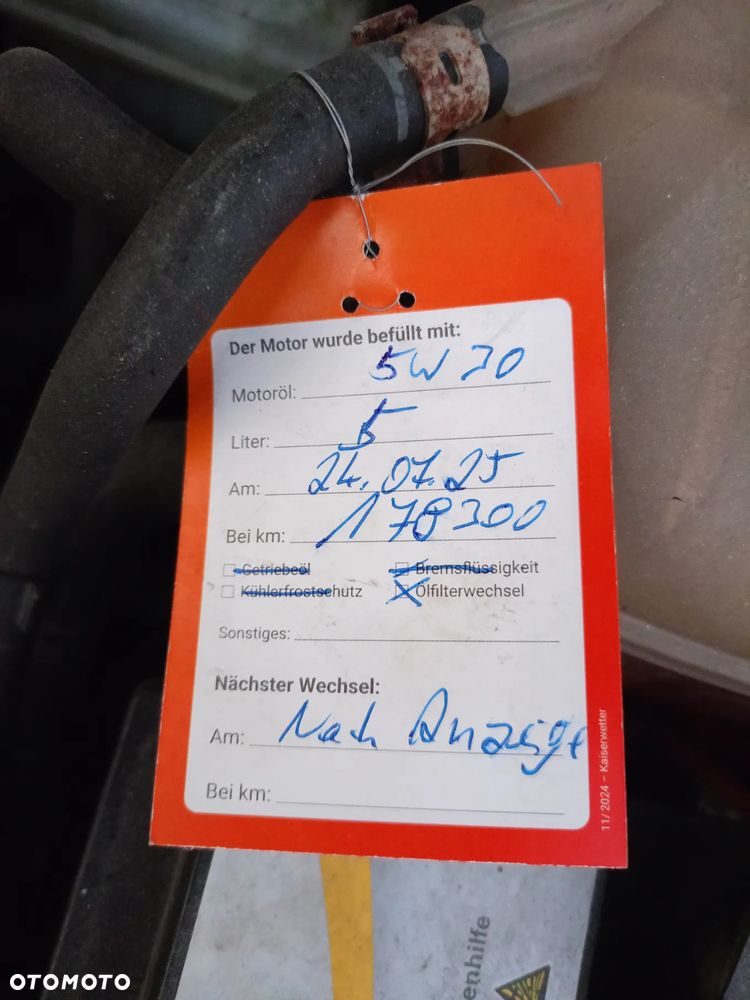 Der Motor wurde befüllt mit:
Motoröl: 5W30
Liter: 5
Am: 24.07.25
Bei km: 178300
Getriebeöl Bremsflüssigkeit
Kühlerfrostschutz Ölfilterwechsel
Sonstiges:
Nächster Wechsel:
Am: Nach Anzeige
Bei km:
11/2024 – Kaiserwetter
enhilfe
OTOMOTO